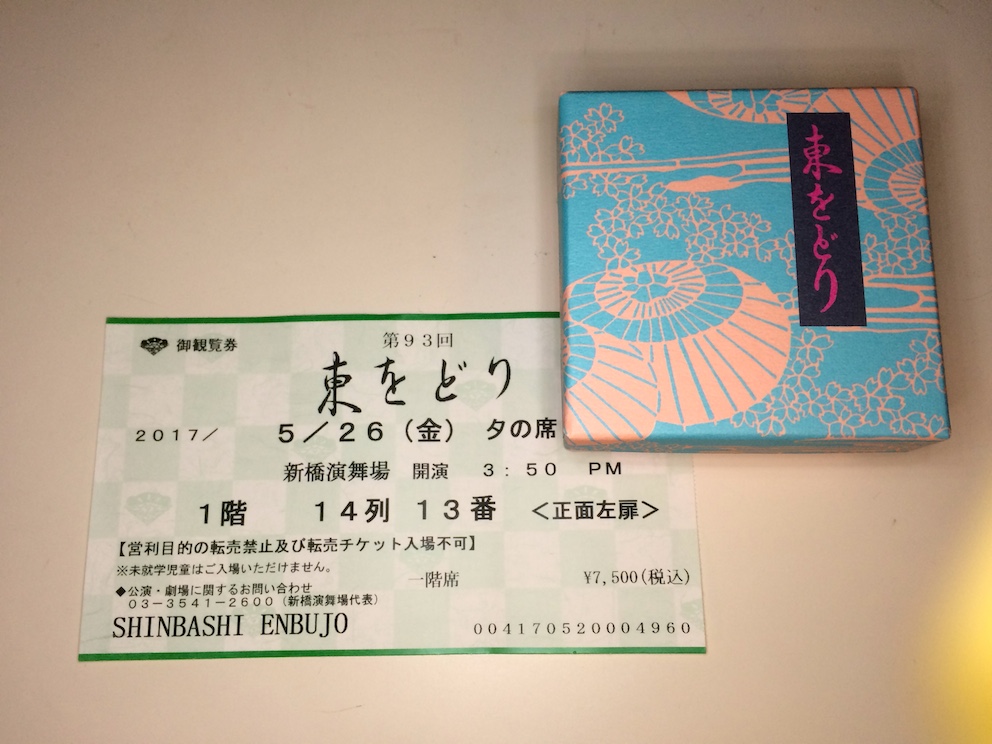 御観覧券
第93回
東をどり
2017/ 5/26(金) 夕の席
新橋演舞場 開演 3:50 PM
1階 14列 13番 <正面左扉>
【営利目的の転売禁止及び転売チケット入場不可】
※未就学児童はご入場いただけません。
一階席 ¥7,500(税込)
◆公演・劇場に関するお問い合わせ
03-3541-2600(新橋演舞場代表)
SHINBASHI ENBUJO
004170520004960
東をどり